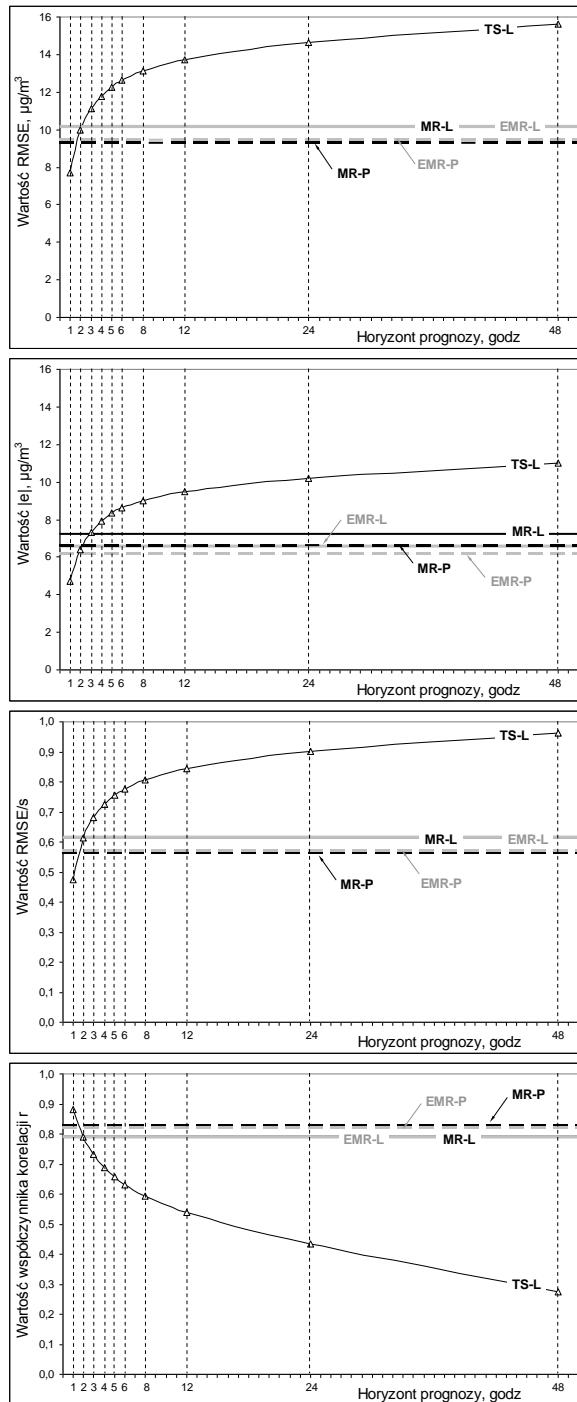 Wartość RMSE, µg/m³
16
14
12
10
8
6
4
2
0
TS-L
MR-L
EMR-L
MR-P
EMR-P
1 2 3 4 5 6 8 12 24 48
Horyzont prognozy, godz
Wartość |e|, µg/m³
16
14
12
10
8
6
4
2
0
TS-L
EMR-L
MR-L
MR-P
EMR-P
1 2 3 4 5 6 8 12 24 48
Horyzont prognozy, godz
Wartość RMSE/s
1,0
0,9
0,8
0,7
0,6
0,5
0,4
0,3
0,2
0,1
0,0
TS-L
MR-L
EMR-L
MR-P
EMR-P
1 2 3 4 5 6 8 12 24 48
Horyzont prognozy, godz
Wartość współczynnika korelacji r
1,0
0,9
0,8
0,7
0,6
0,5
0,4
0,3
0,2
0,1
0,0
EMR-P
MR-P
EMR-L
MR-L
TS-L
1 2 3 4 5 6 8 12 24 48
Horyzont prognozy, godz